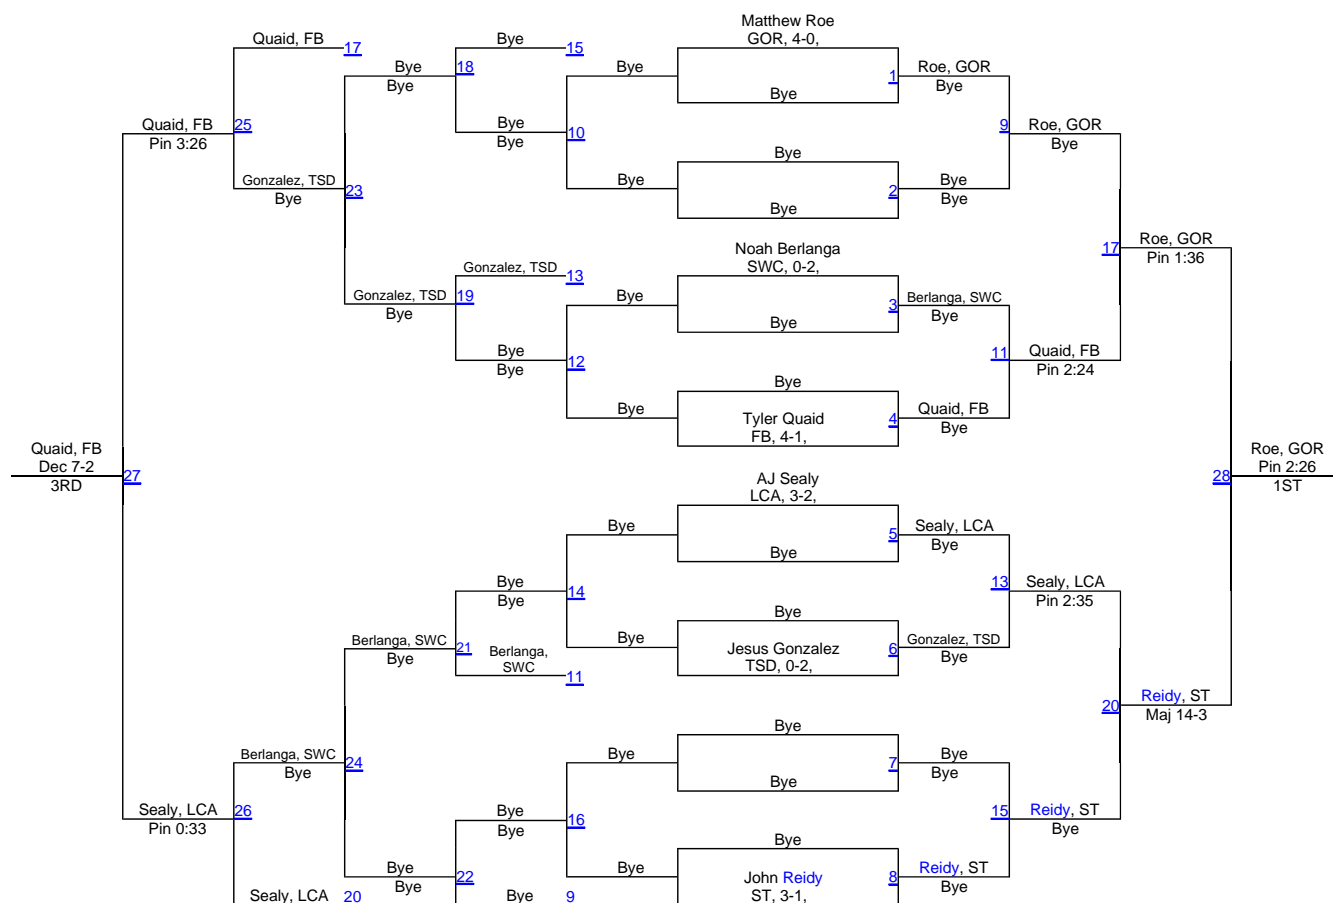 Matthew Roe
GOR, 4-0,
Quaid, FB
17
Bye
15
Bye
18
Bye
Bye
1
Roe, GOR
Bye
Bye
Quaid, FB
25
Pin 3:26
Bye
10
Bye
9
Roe, GOR
Bye
Bye
Gonzalez, TSD
23
Bye
Bye
2
Bye
Bye
Bye
Noah Berlanga
SWC, 0-2,
17
Roe, GOR
Pin 1:36
Gonzalez, TSD
13
Gonzalez, TSD
19
Bye
Bye
3
Berlanga, SWC
Bye
Bye
Bye
12
Bye
11
Quaid, FB
Pin 2:24
Bye
Bye
Tyler Quaid
FB, 4-1,
4
Quaid, FB
Bye
Quaid, FB
Dec 7-2
27
3RD
Roe, GOR
Pin 2:26
28
1ST
AJ Sealy
LCA, 3-2,
Bye
5
Sealy, LCA
Bye
Bye
Bye
14
Bye
13
Sealy, LCA
Pin 2:35
Bye
Berlanga, SWC
21
Bye
Berlanga,
SWC
11
Bye
Jesus Gonzalez
TSD, 0-2,
6
Gonzalez, TSD
Bye
20
Reidy, ST
Maj 14-3
Bye
Berlanga, SWC
24
Bye
Bye
7
Bye
Bye
Bye
Sealy, LCA
26
Pin 0:33
Bye
16
Bye
15
Reidy, ST
Bye
Bye
Bye
22
Bye
Bye
John Reidy
ST, 3-1,
8
Reidy, ST
Bye
Sealy, LCA
20
Bye
9